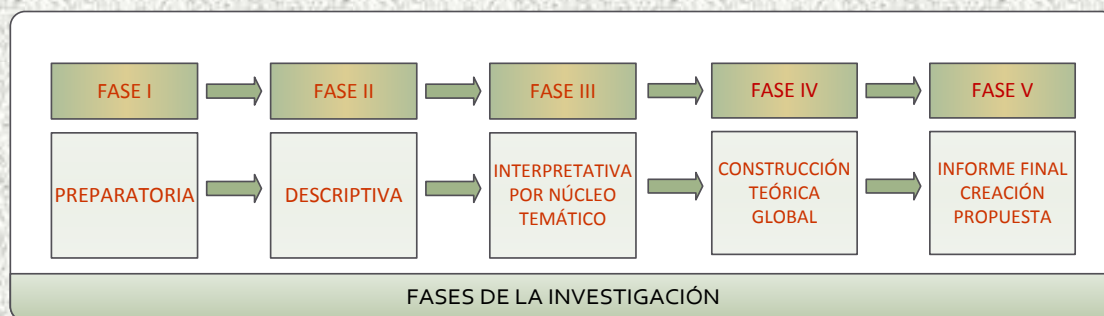 FASE I
FASE II
FASE III
FASE IV
FASE V
PREPARATORIA
DESCRIPTIVA
INTERPRETATIVA
POR NÚCLEO
TEMÁTICO
CONSTRUCCIÓN
TEÓRICA
GLOBAL
INFORME FINAL
CREACIÓN
PROPUESTA
FASES DE LA INVESTIGACIÓN